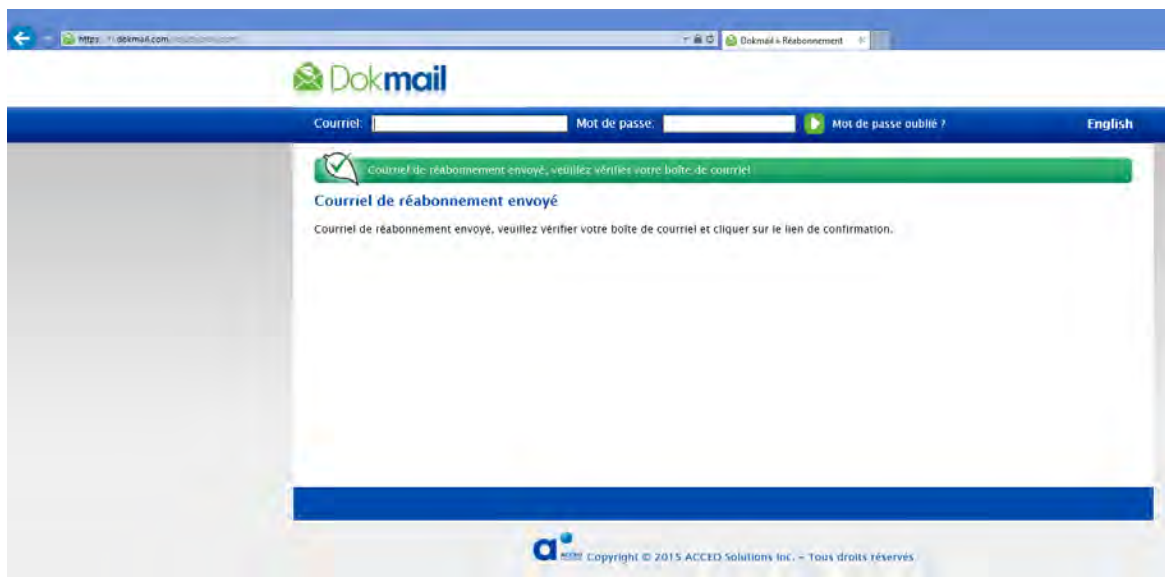 https dokmail.com
Dokmail » Réabonnement
Dokmail
Courriel: Mot de passe: Mot de passe oublié ? English
Courriel de réabonnement envoyé, veuillez vérifier votre boîte de courriel
Courriel de réabonnement envoyé
Courriel de réabonnement envoyé, veuillez vérifier votre boîte de courriel et cliquer sur le lien de confirmation.
a ACCEO Copyright © 2015 ACCEO Solutions Inc. – Tous droits réservés